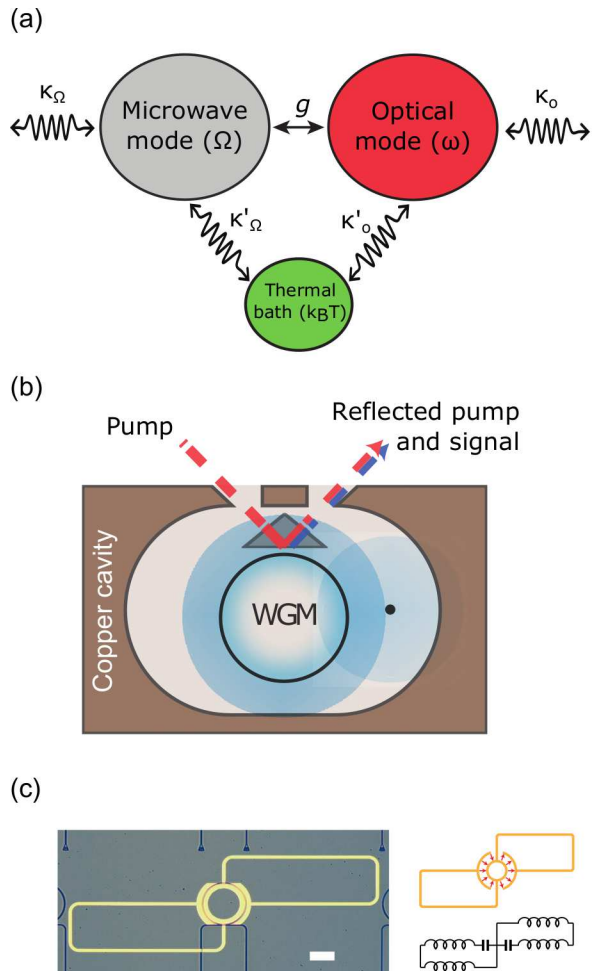 (a)
κΩ
Microwave
mode (Ω)
g
Optical
mode (ω)
κo
κ'Ω
κ'o
Thermal
bath (kBT)
(b)
Pump
Reflected pump
and signal
Copper cavity
WGM
(c)